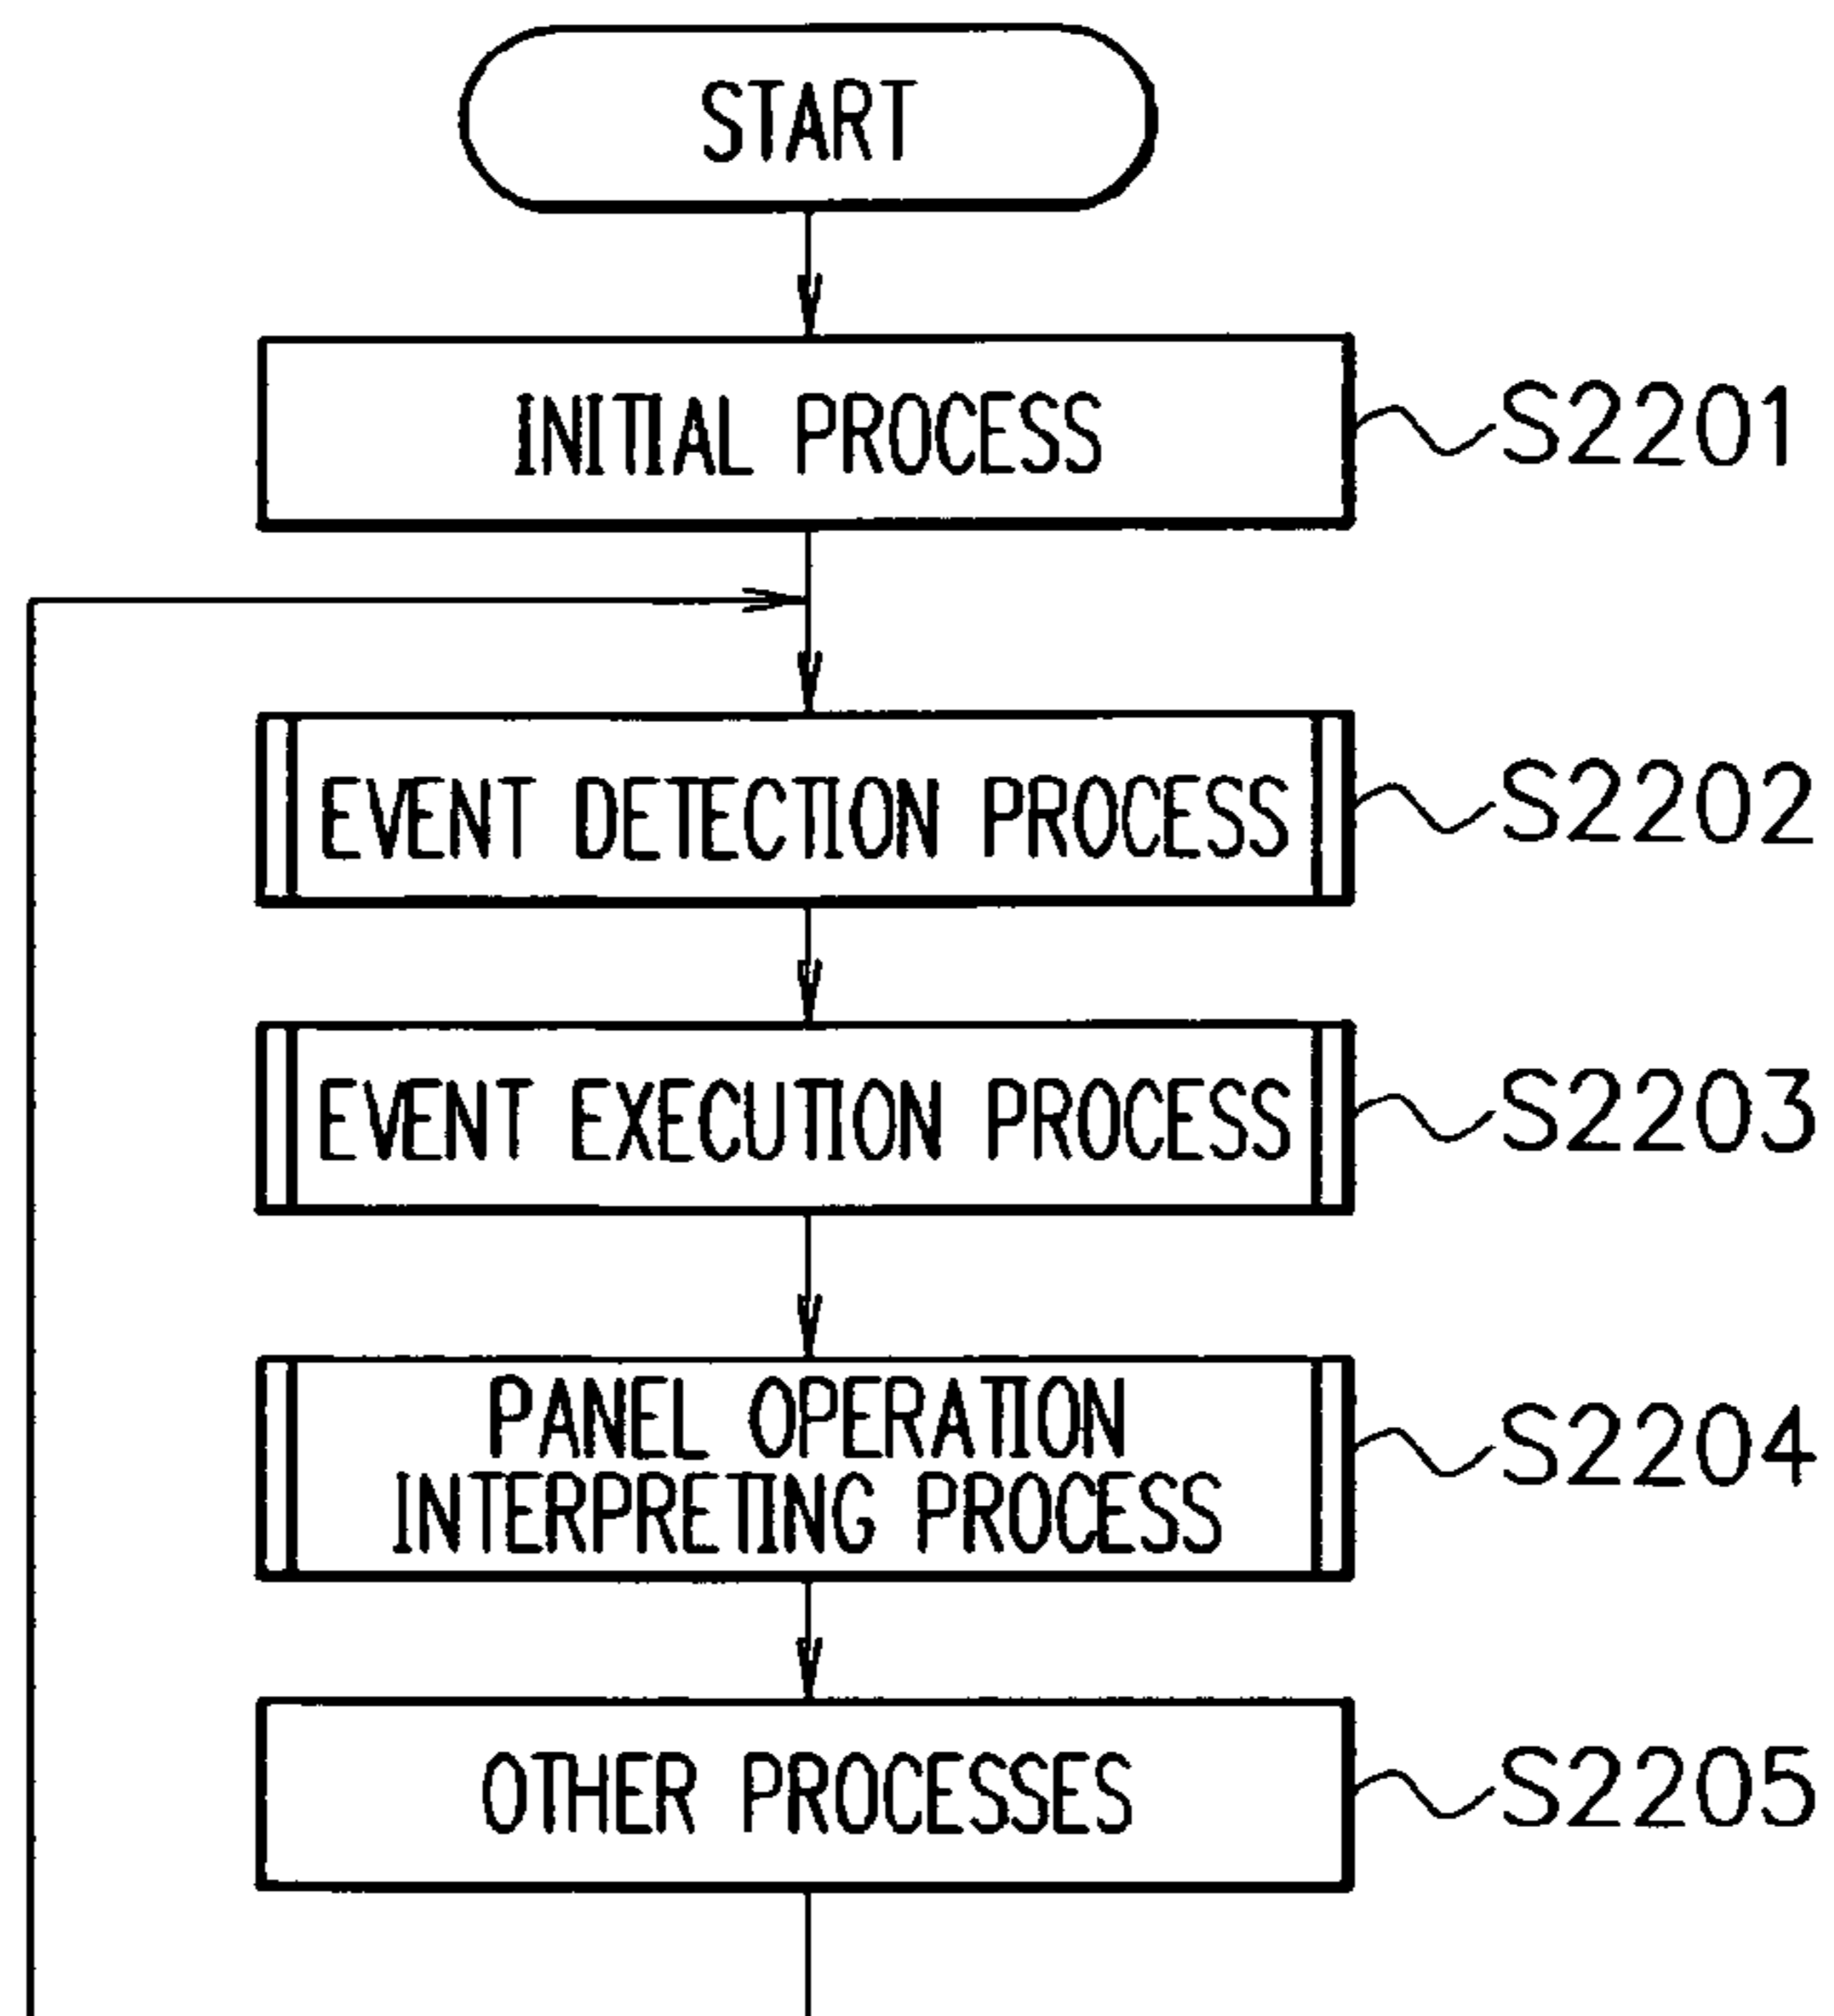 START
INITIAL PROCESS
S2201
EVENT DETECTION PROCESS
S2202
EVENT EXECUTION PROCESS
S2203
PANEL OPERATION
INTERPRETING PROCESS
S2204
OTHER PROCESSES
S2205